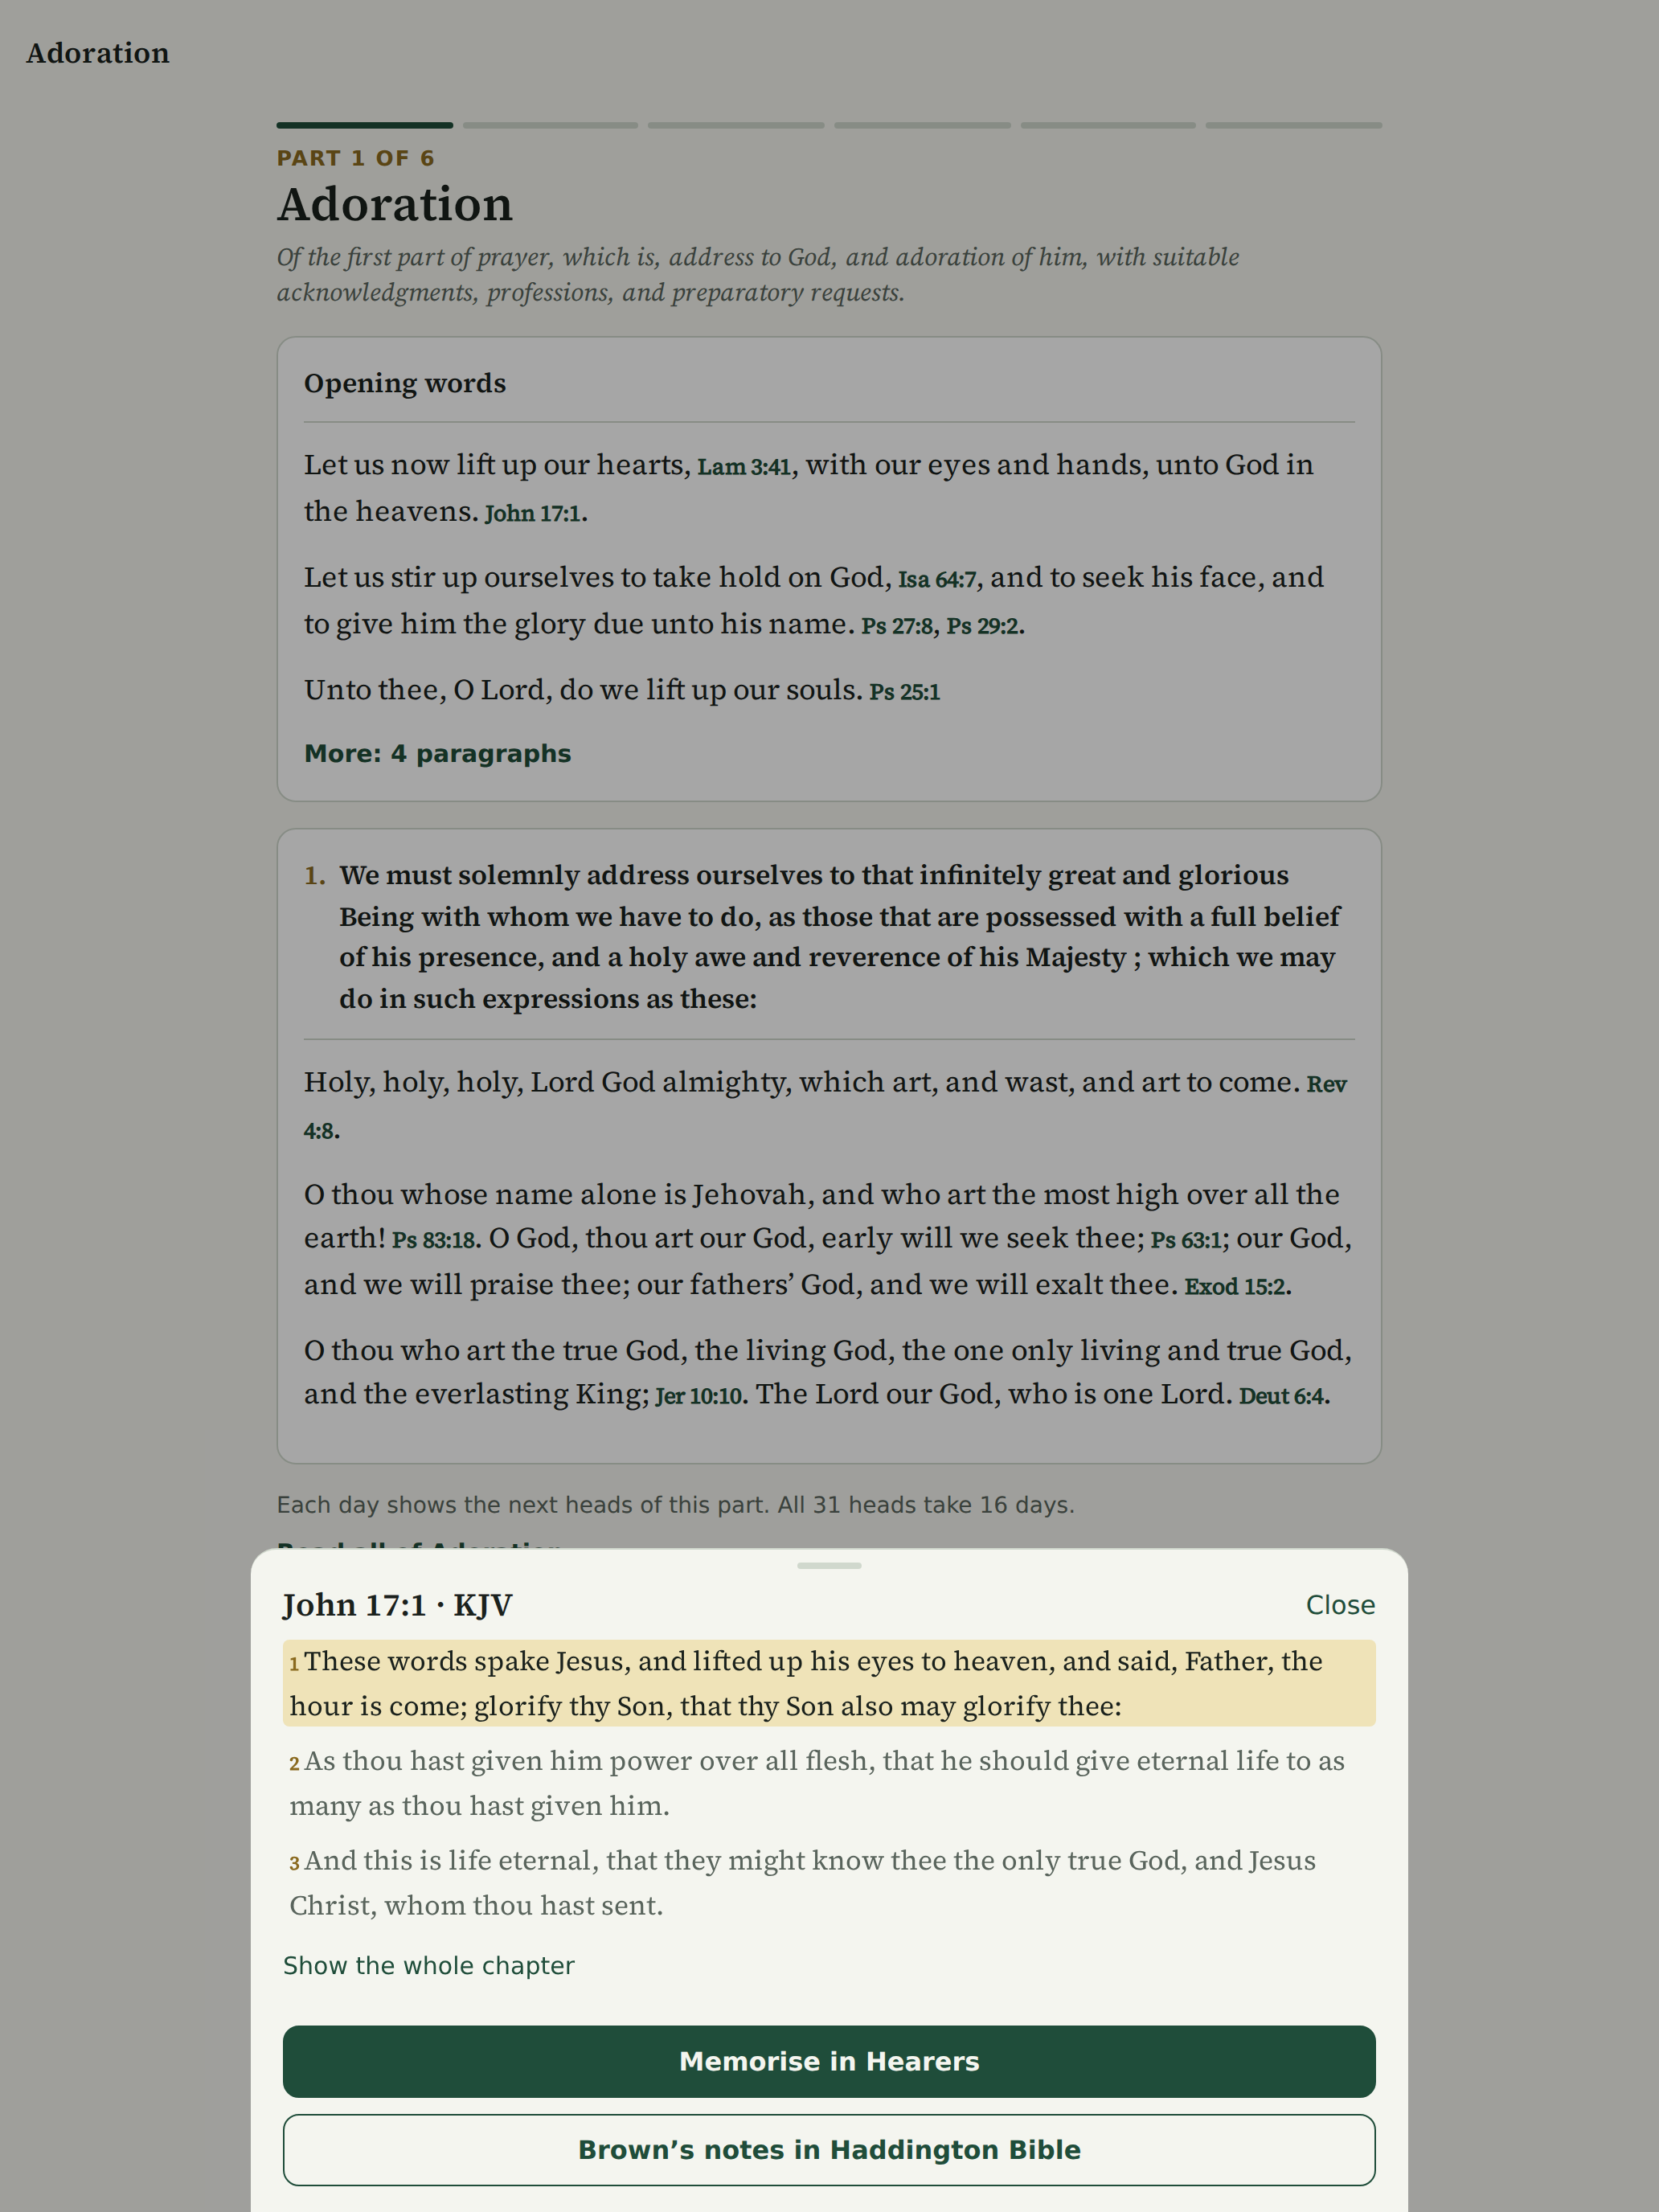 Adoration
PART 1 OF 6
Adoration
Of the first part of prayer, which is, address to God, and adoration of him, with suitable
acknowledgments, professions, and preparatory requests.
Opening words
Let us now lift up our hearts, Lam 3:41, with our eyes and hands, unto God in
the heavens. John 17:1.
Let us stir up ourselves to take hold on God, Isa 64:7, and to seek his face, and
to give him the glory due unto his name. Ps 27:8, Ps 29:2.
Unto thee, O Lord, do we lift up our souls. Ps 25:1
More: 4 paragraphs
1. We must solemnly address ourselves to that infinitely great and glorious
Being with whom we have to do, as those that are possessed with a full belief
of his presence, and a holy awe and reverence of his Majesty ; which we may
do in such expressions as these:
Holy, holy, holy, Lord God almighty, which art, and wast, and art to come. Rev
4:8.
O thou whose name alone is Jehovah, and who art the most high over all the
earth! Ps 83:18. O God, thou art our God, early will we seek thee; Ps 63:1; our God,
and we will praise thee; our fathers’ God, and we will exalt thee. Exod 15:2.
O thou who art the true God, the living God, the one only living and true God,
and the everlasting King; Jer 10:10. The Lord our God, who is one Lord. Deut 6:4.
Each day shows the next heads of this part. All 31 heads take 16 days.
Read all of Adoration
John 17:1 · KJV
Close
1 These words spake Jesus, and lifted up his eyes to heaven, and said, Father, the
hour is come; glorify thy Son, that thy Son also may glorify thee:
2 As thou hast given him power over all flesh, that he should give eternal life to as
many as thou hast given him.
3 And this is life eternal, that they might know thee the only true God, and Jesus
Christ, whom thou hast sent.
Show the whole chapter
Memorise in Hearers
Brown’s notes in Haddington Bible